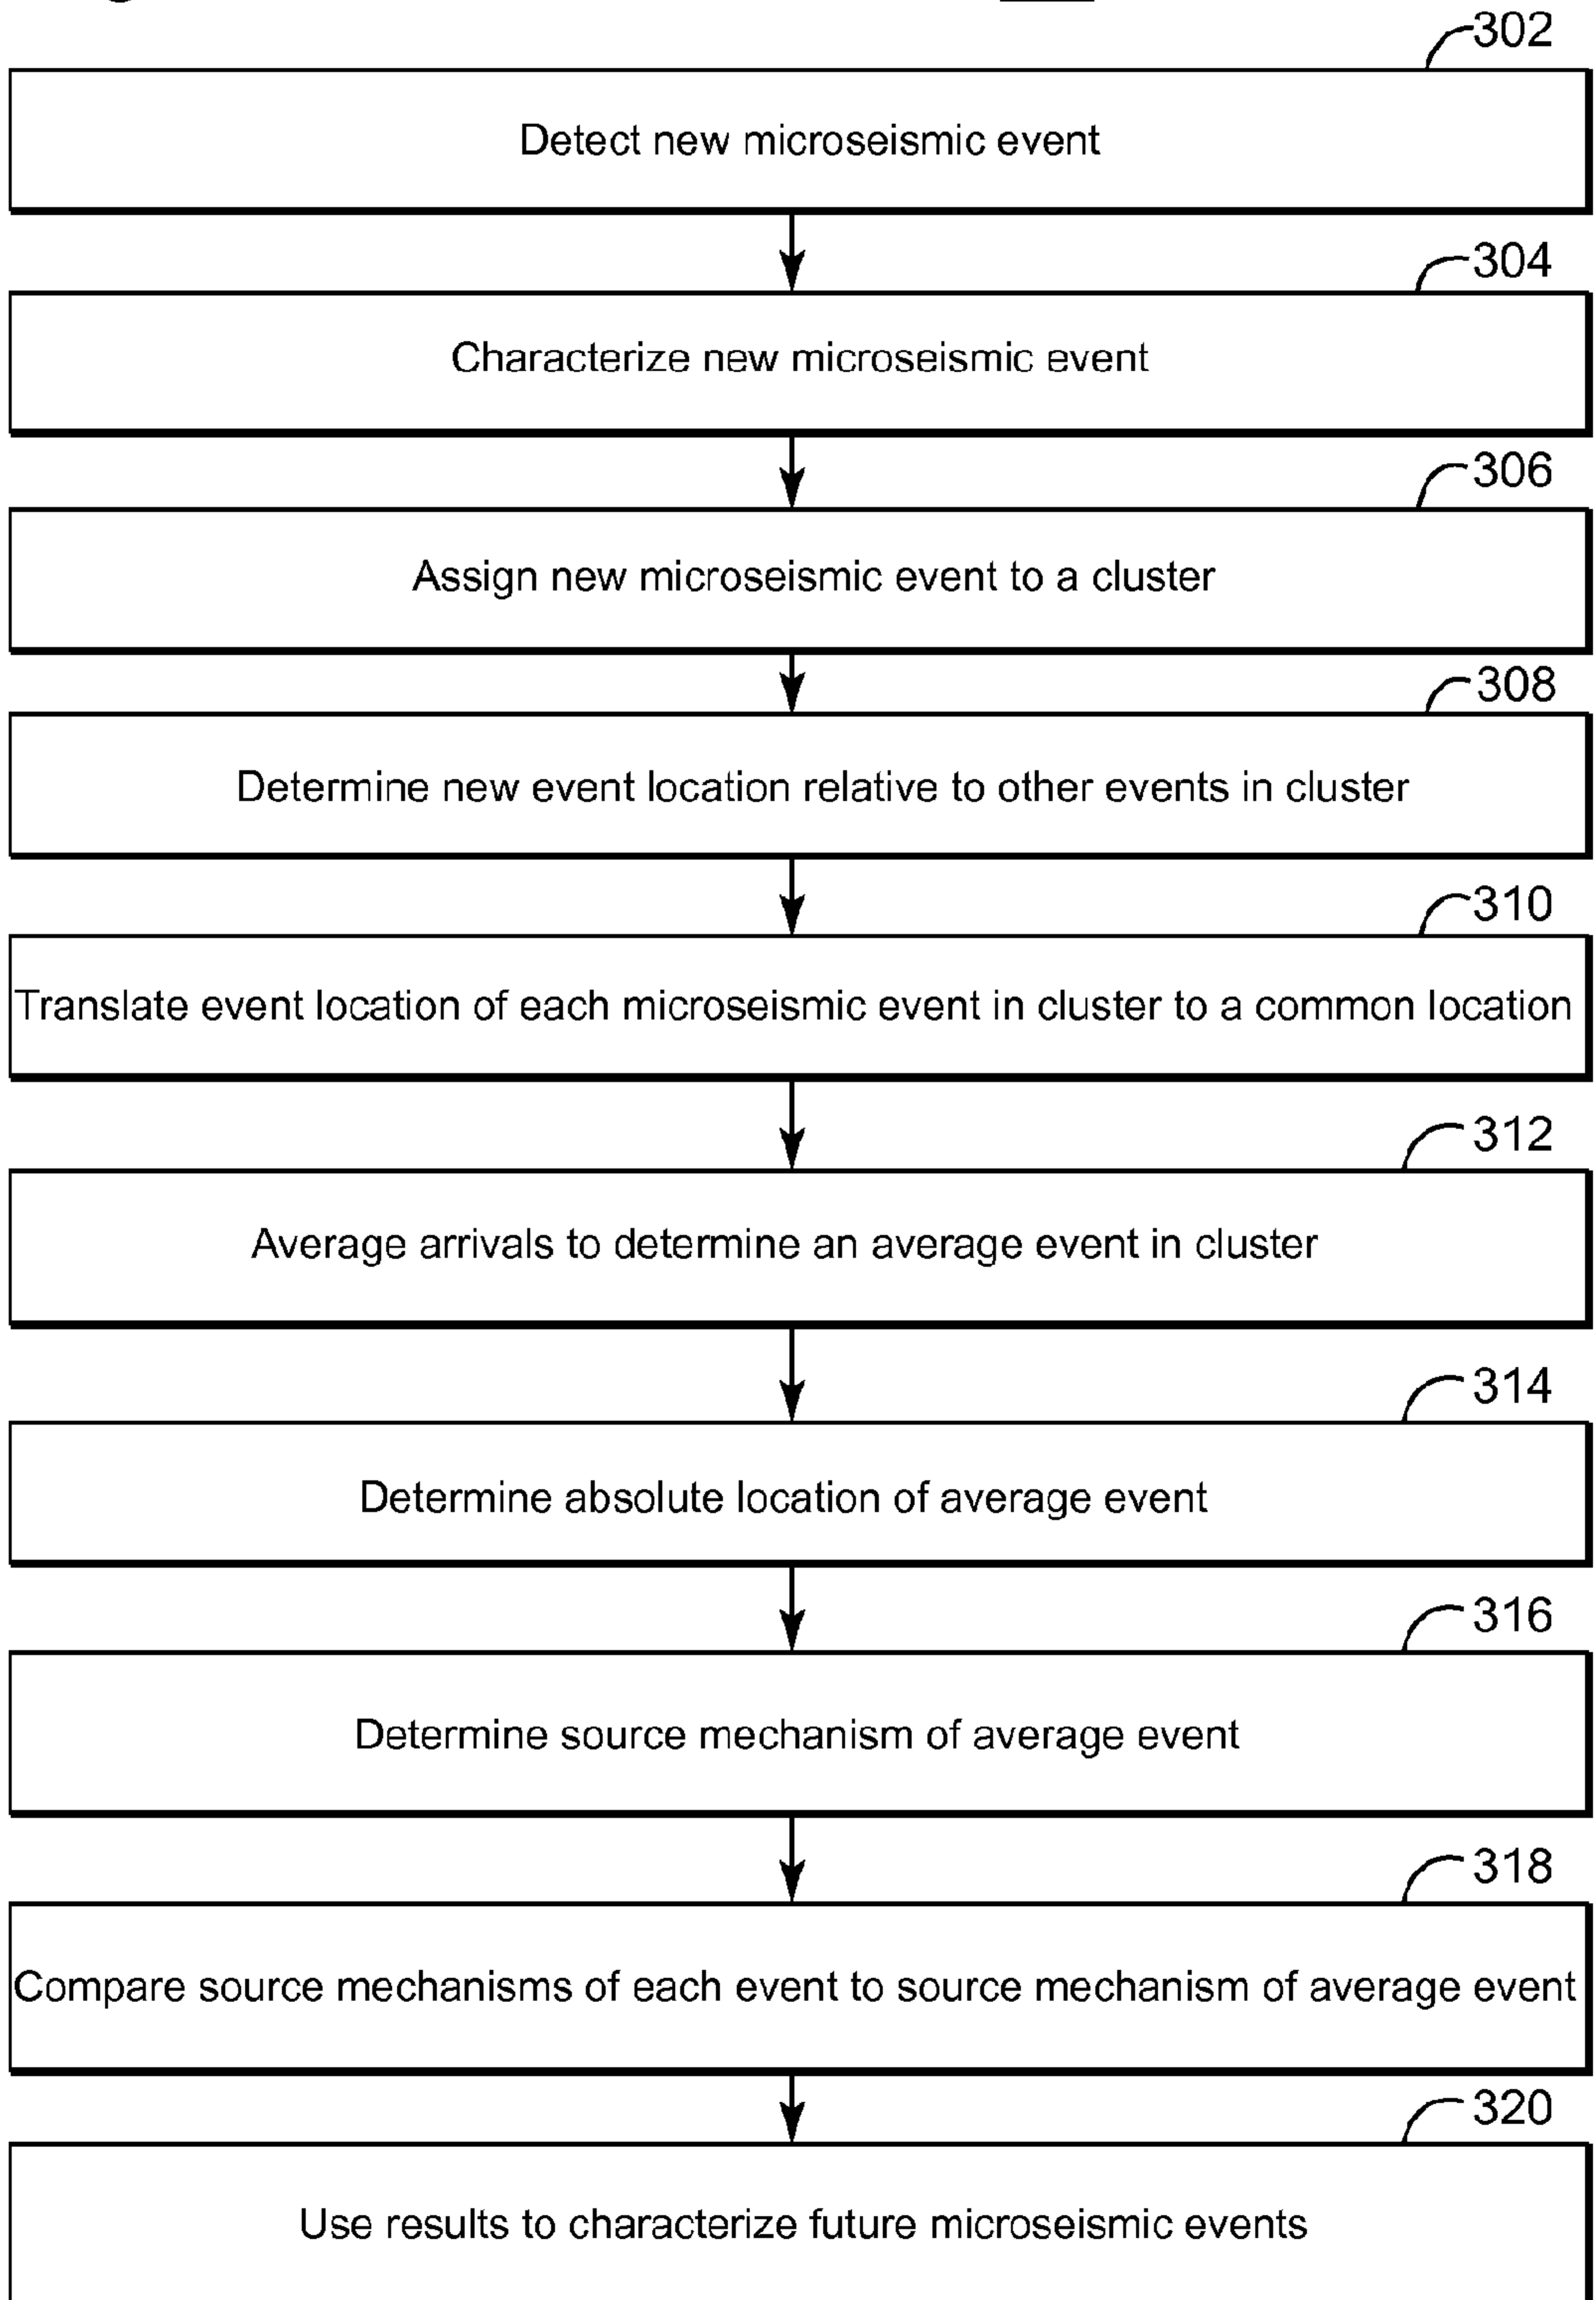 302
Detect new microseismic event
304
Characterize new microseismic event
306
Assign new microseismic event to a cluster
308
Determine new event location relative to other events in cluster
310
Translate event location of each microseismic event in cluster to a common location
312
Average arrivals to determine an average event in cluster
314
Determine absolute location of average event
316
Determine source mechanism of average event
318
Compare source mechanisms of each event to source mechanism of average event
320
Use results to characterize future microseismic events